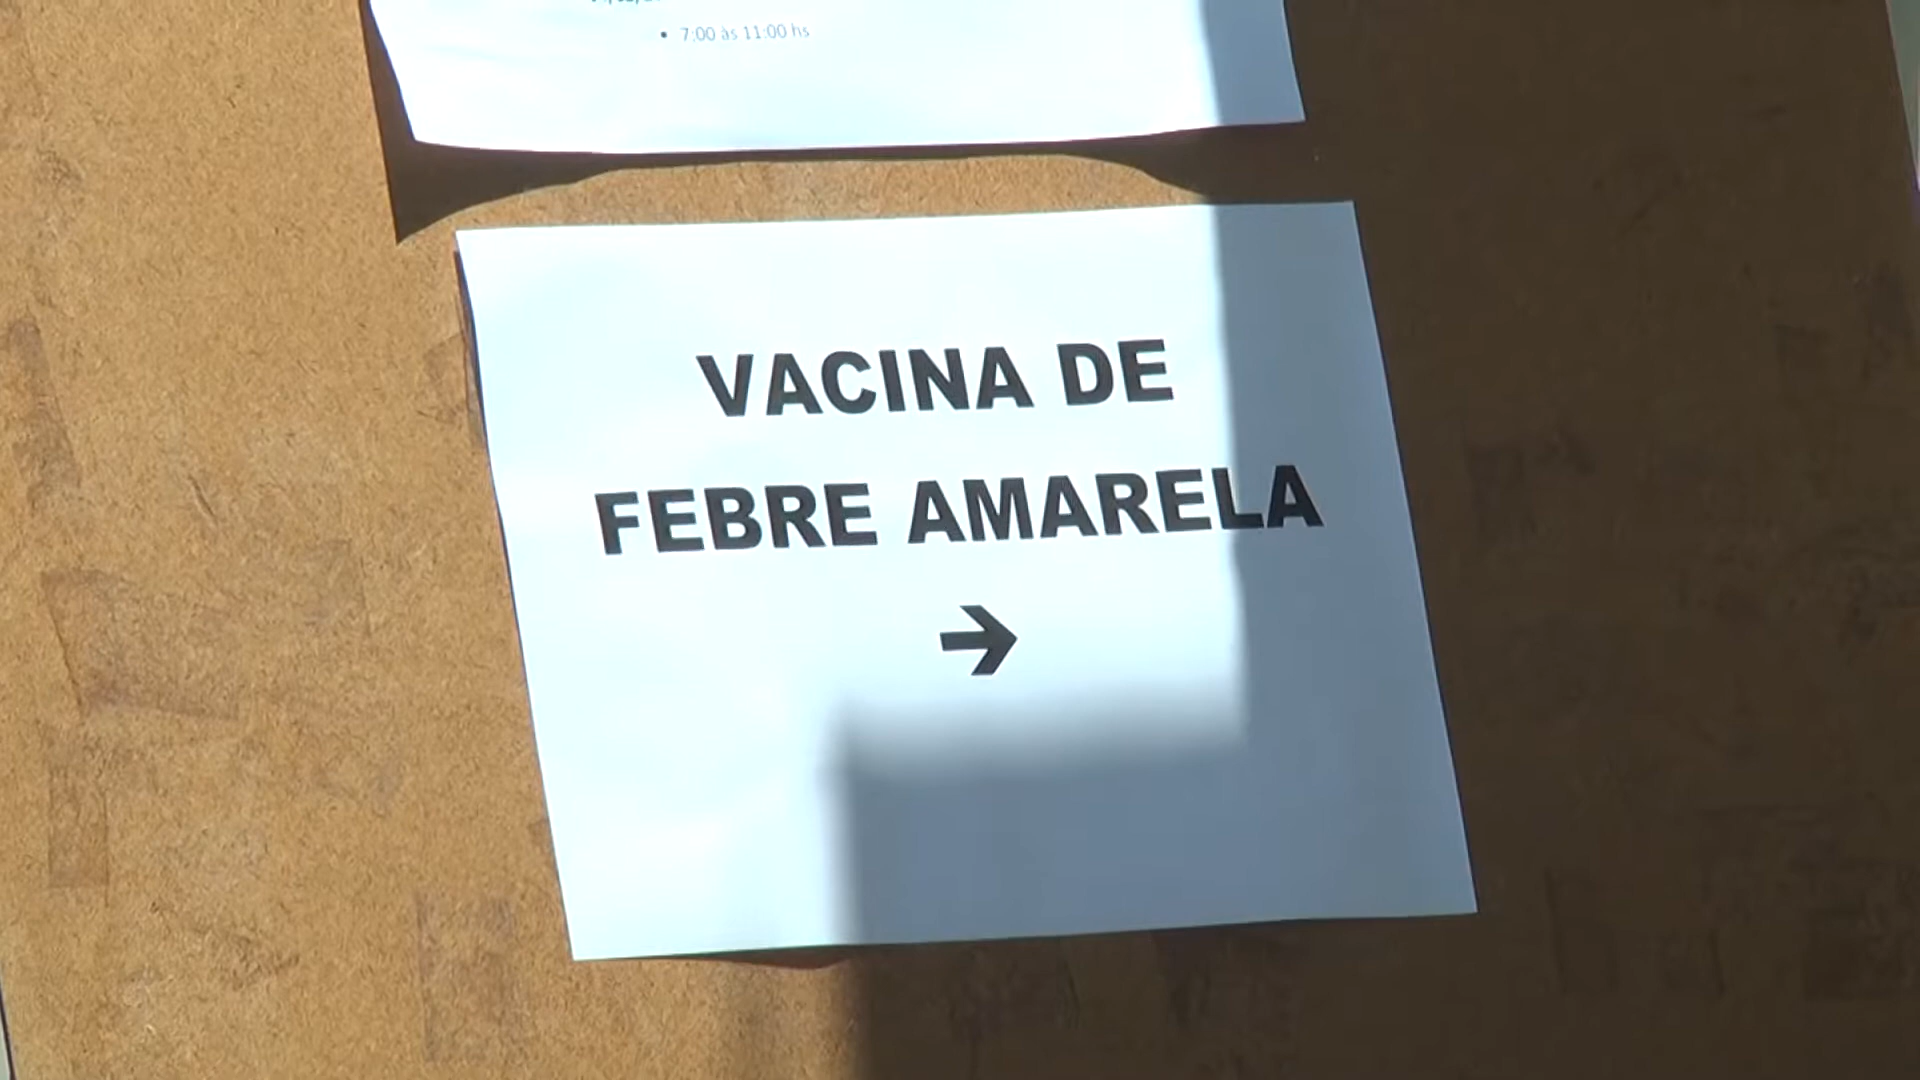 • 7:00 às 11:00 hs
VACINA DE
FEBRE AMARELA
→